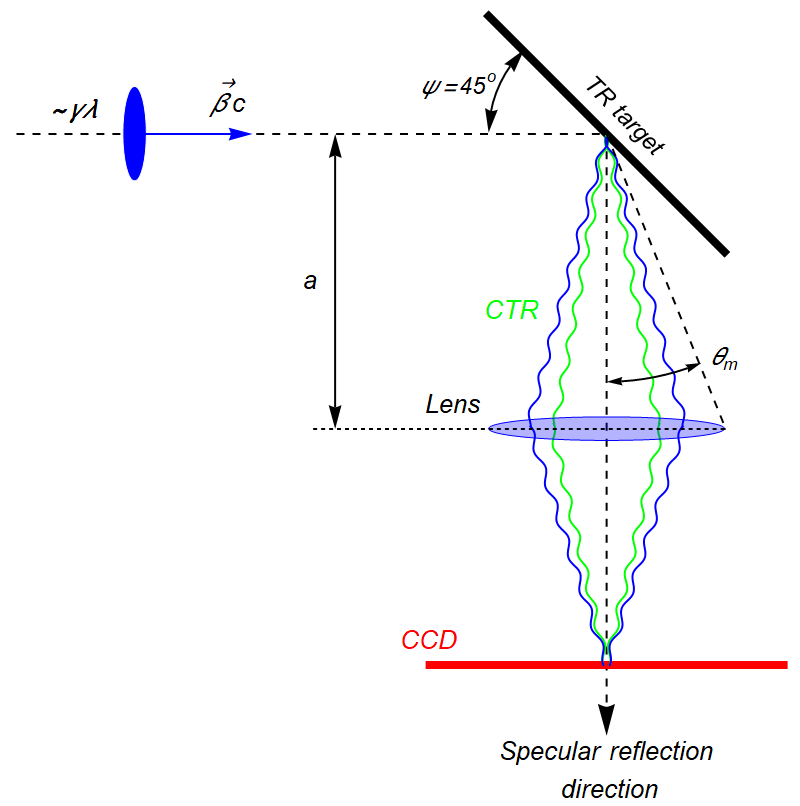 ~γλ
β⃗ c
ψ = 45°
TR target
a
CTR
θm
Lens
CCD
Specular reflection
direction